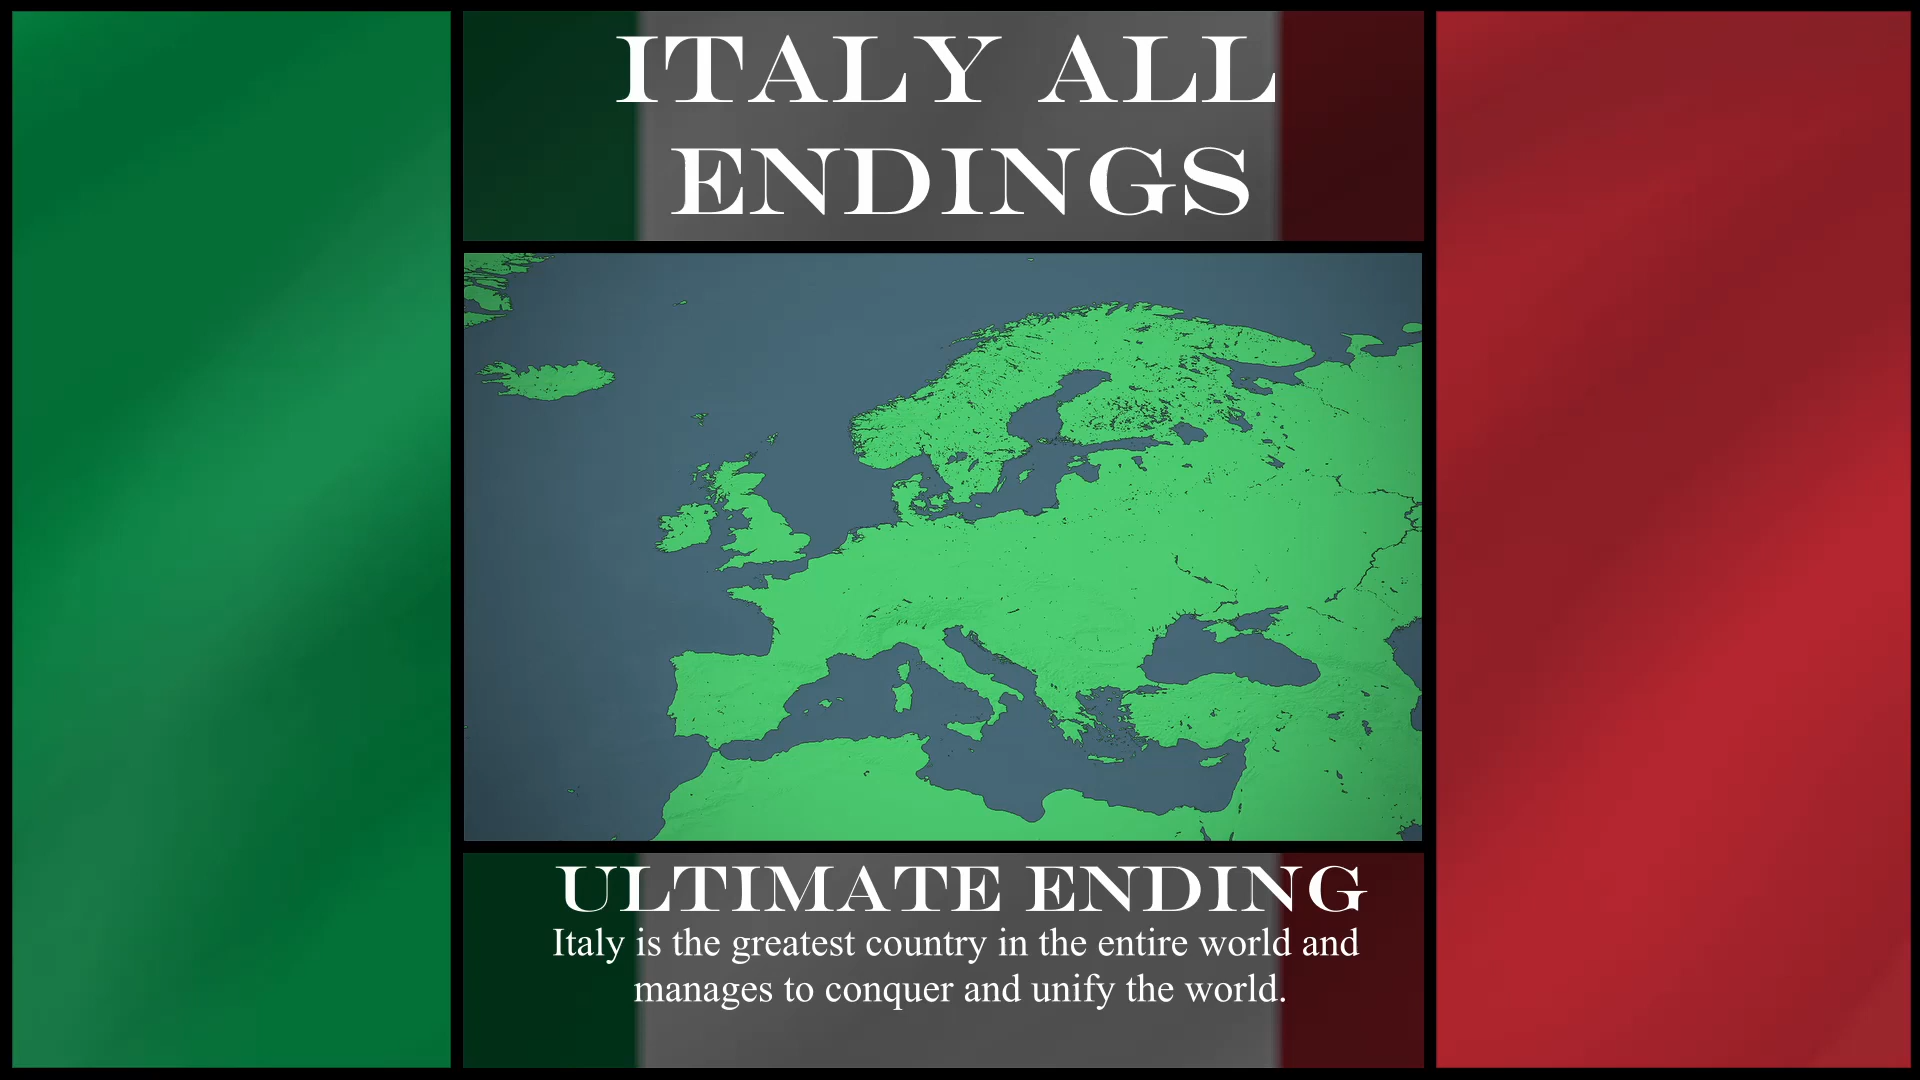 ITALY ALL
ENDINGS
ULTIMATE ENDING
Italy is the greatest country in the entire world and
manages to conquer and unify the world.